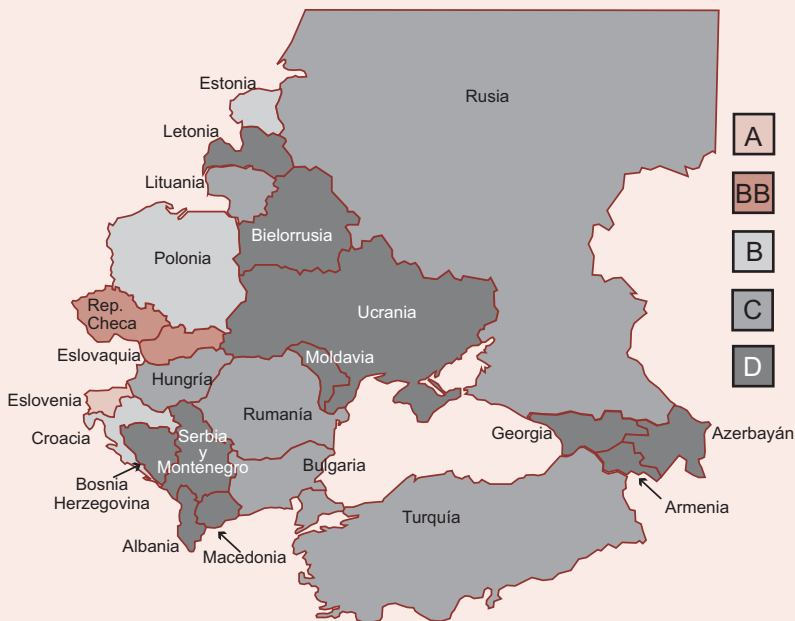 Estonia
Rusia
Letonia
A
Lituania
BB
Bielorrusia
Polonia
B
Rep.
Checa
Ucrania
C
Eslovaquia
Moldavia
Hungría
D
Eslovenia
Rumanía
Croacia
Serbia
y
Montenegro
Georgia
Azerbayán
Bulgaria
Bosnia
Herzegovina
Armenia
Turquía
Albania
Macedonia